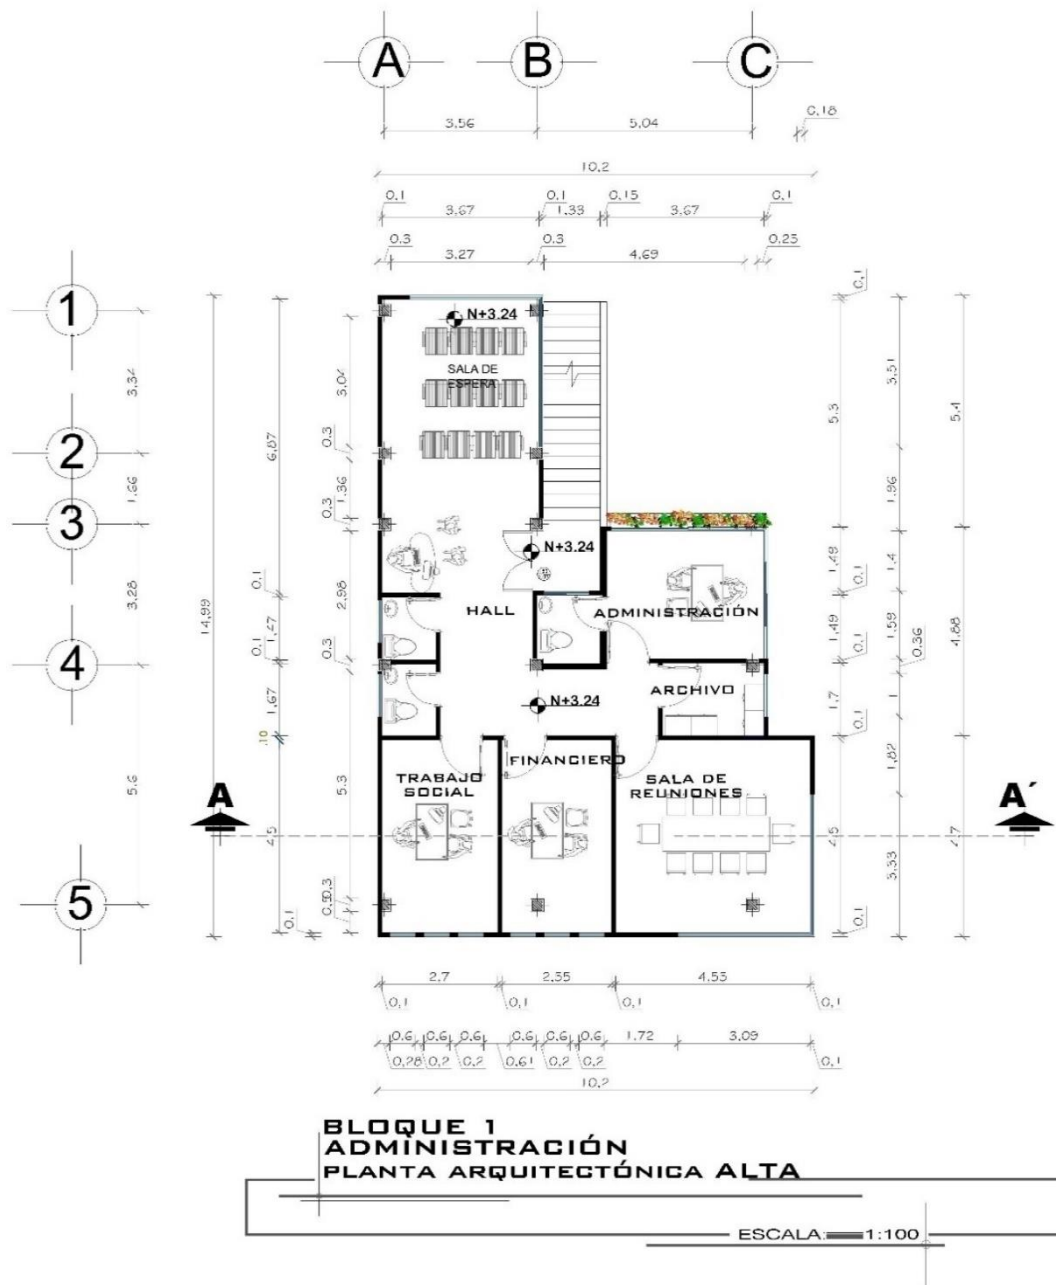 A B C
3.56 5.04 0.18
10.2
0.1 3.67 0.1 1.33 0.15 3.67 0.1
0.3 3.27 0.3 4.69 0.25
1
2
3
4
5
3.34
1.66
3.28
5.6
14.99
6.87
0.1
1.47
0.1
1.67
.10
0.1
3.04
0.3
1.36
0.3
2.98
0.3
5.3
0.1
5.3
1.49
0.1
1.49
0.1
1.7
0.1
0.1
3.51
1.96
1.4
1.59
0.36
1
1.82
3.33
5.4
4.88
N+3.24
SALA DE
ESPERA
N+3.24
HALL
ADMINISTRACIÓN
ARCHIVO
N+3.24
FINANCIERO
TRABAJO
SOCIAL
SALA DE
REUNIONES
A A´
2.7 2.55 4.55
0.1 0.1 0.1 0.1
0.6 0.6 0.6 0.6 0.6 0.6 1.72 3.09
0.28 0.2 0.2 0.61 0.2 0.2 0.1
10.2
BLOQUE 1
ADMINISTRACIÓN
PLANTA ARQUITECTÓNICA ALTA
ESCALA: 1:100